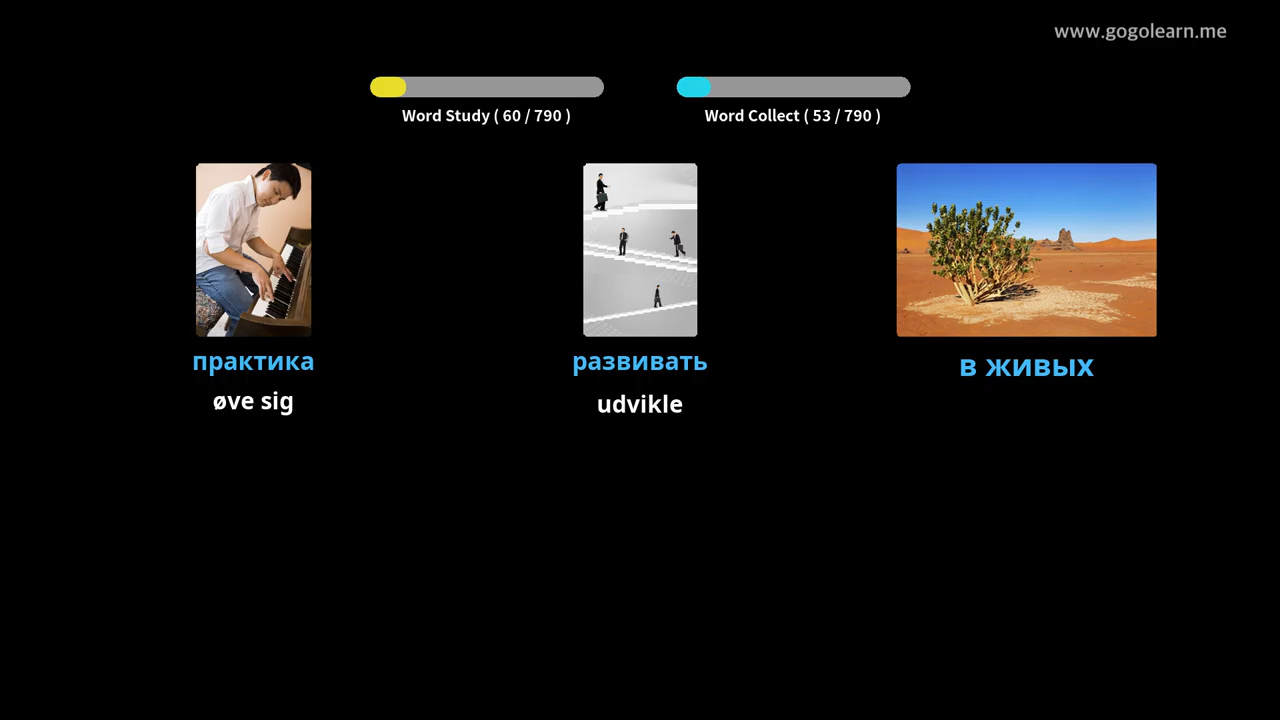 www.gogolearn.me
Word Study ( 60 / 790 )
Word Collect ( 53 / 790 )
практика
развивать
в живых
øve sig
udvikle